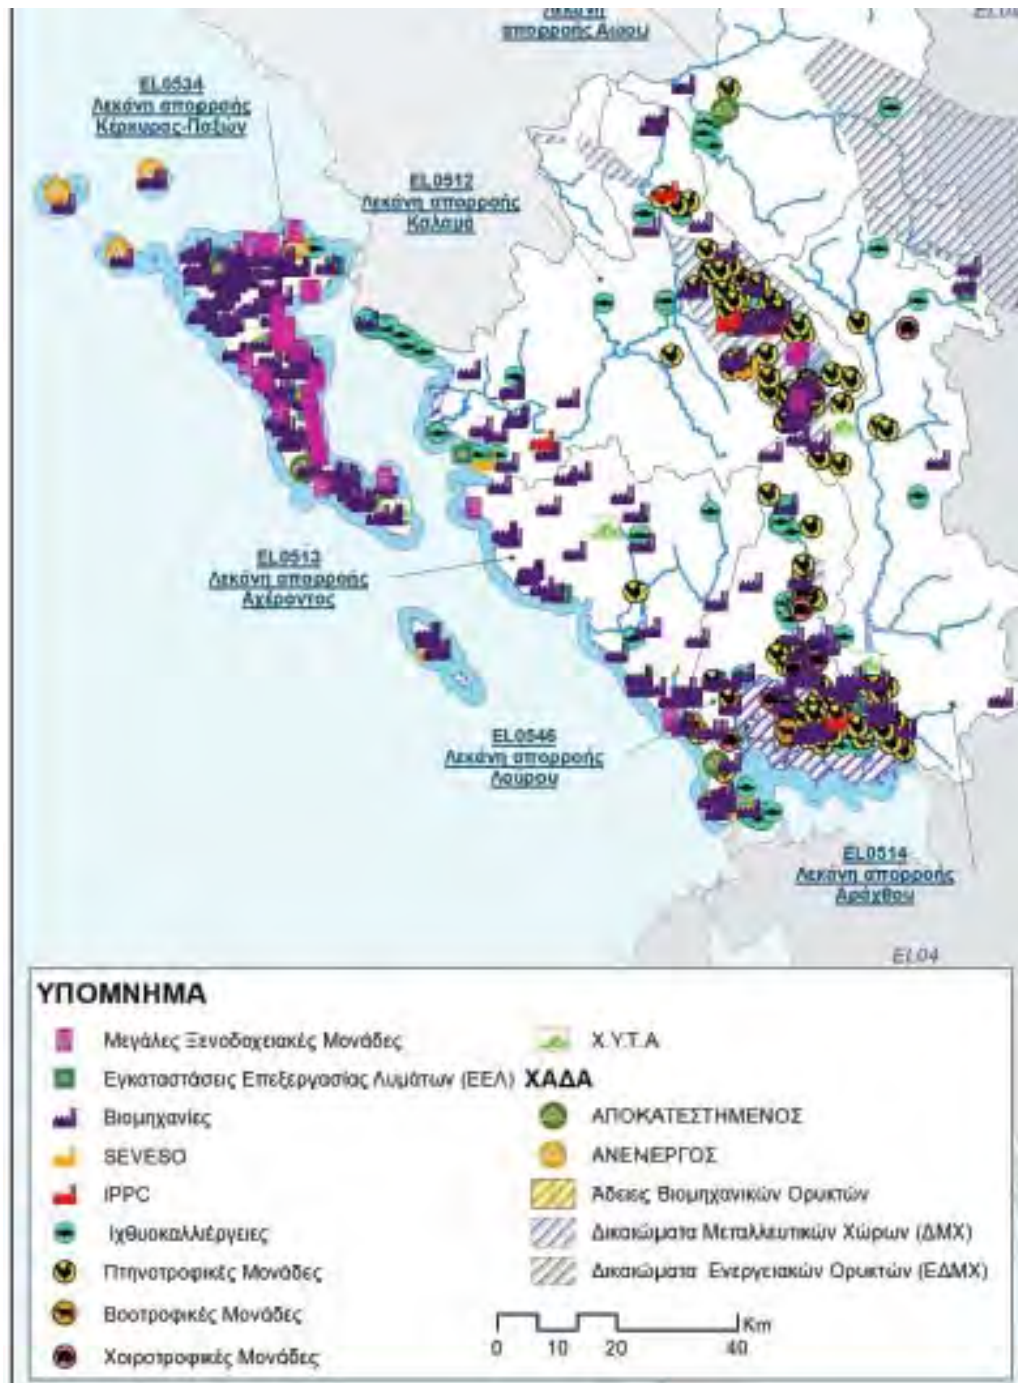 Λεκάνη
απορροής Αώου
EL0534
Λεκάνη απορροής
Κέρκυρας-Παξών
EL0512
Λεκάνη απορροής
Καλαμά
EL0513
Λεκάνη απορροής
Αχέροντος
EL0546
Λεκάνη απορροής
Λούρου
EL0514
Λεκάνη απορροής
Αράχθου
EL04
ΥΠΟΜΝΗΜΑ
Μεγάλες Ξενοδοχειακές Μονάδες
Εγκαταστάσεις Επεξεργασίας Λυμάτων (ΕΕΛ)
Βιομηχανίες
SEVESO
IPPC
Ιχθυοκαλλιέργειες
Πτηνοτροφικές Μονάδες
Βοοτροφικές Μονάδες
Χοιροτροφικές Μονάδες
Χ.Υ.Τ.Α
ΧΑΔΑ
ΑΠΟΚΑΤΕΣΤΗΜΕΝΟΣ
ΑΝΕΝΕΡΓΟΣ
Άδειες Βιομηχανικών Ορυκτών
Δικαιώματα Μεταλλευτικών Χώρων (ΔΜΧ)
Δικαιώματα Ενεργειακών Ορυκτών (ΕΔΜΧ)
Km
0 10 20 40